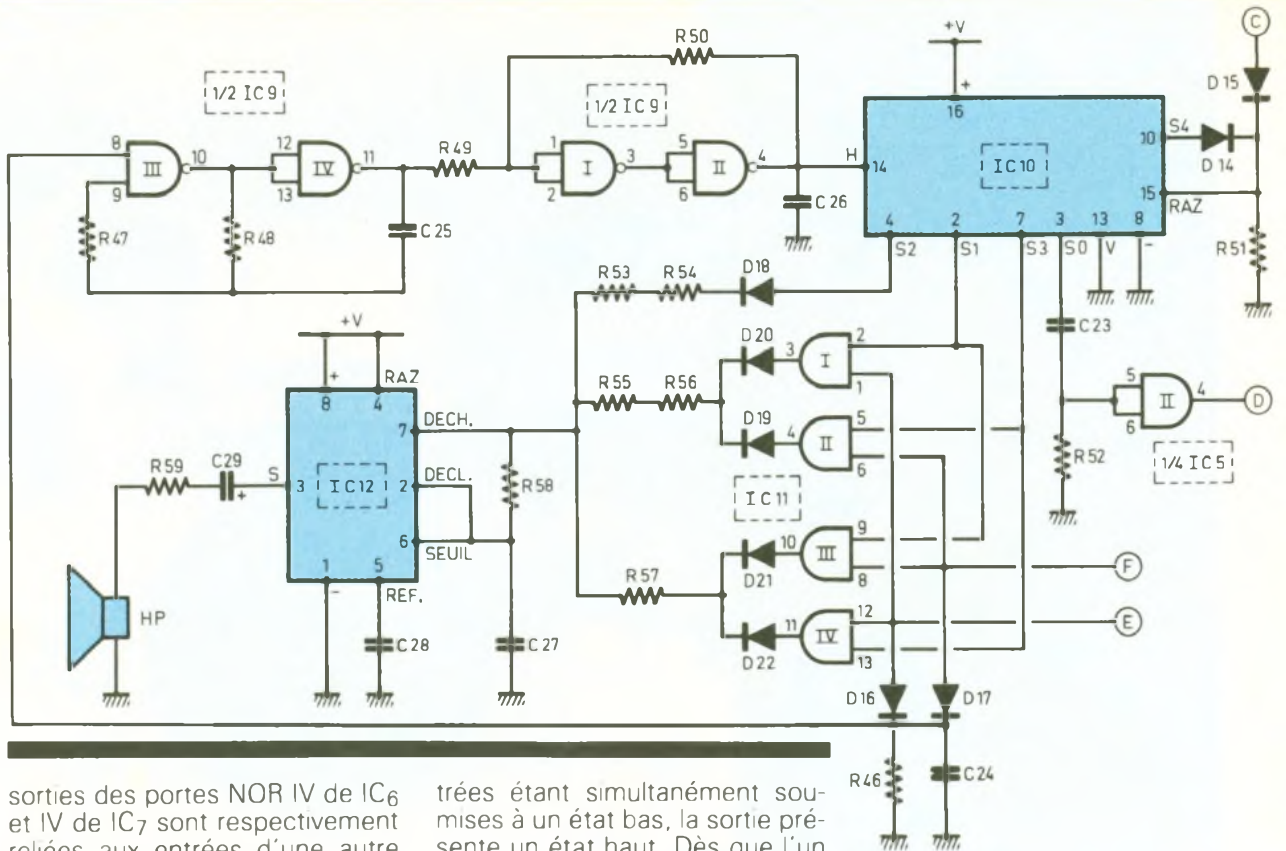 R50
+V
C
1/2 IC9
1/2 IC9
D15
8
III
10
12
IV
11
R49
1
I
3
5
II
4
H
14
16
+
IC10
10
S4
D14
9
13
2
6
15
RAZ
R47
R48
C25
C26
4
2
7
3
13
8
S2
S1
S3
S0
V
-
R51
R53
R54
D18
+V
D20
3
I
2
1
C23
+
8
RAZ
4
R55
R56
5
II
4
D
7
DECH.
D19
4
II
5
6
6
R52
1/4 IC5
R59
C29
S
3
IC12
DECL.
2
R58
IC11
+
6
SEUIL
D21
10
III
9
8
F
1
-
5
REF.
R57
HP
D22
11
IV
12
13
E
C28
C27
D16
D17
R46
C24
sorties des portes NOR IV de IC6
et IV de IC7 sont respectivement
reliées aux entrées d'une autre
trées étant simultanément sou-
mises à un état bas, la sortie pré-
sente un état haut. Dès que l'un